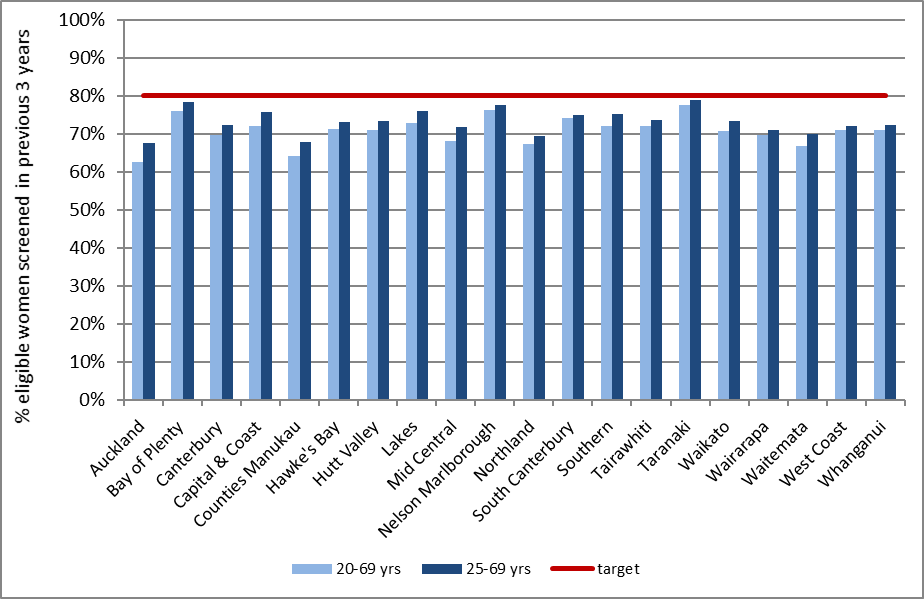 % eligible women screened in previous 3 years
100%
90%
80%
70%
60%
50%
40%
30%
20%
10%
0%
Auckland
Bay of Plenty
Canterbury
Capital & Coast
Counties Manukau
Hawke's Bay
Hutt Valley
Lakes
Mid Central
Nelson Marlborough
Northland
South Canterbury
Southern
Tairawhiti
Taranaki
Waikato
Wairarapa
Waitemata
West Coast
Whanganui
20-69 yrs
25-69 yrs
target